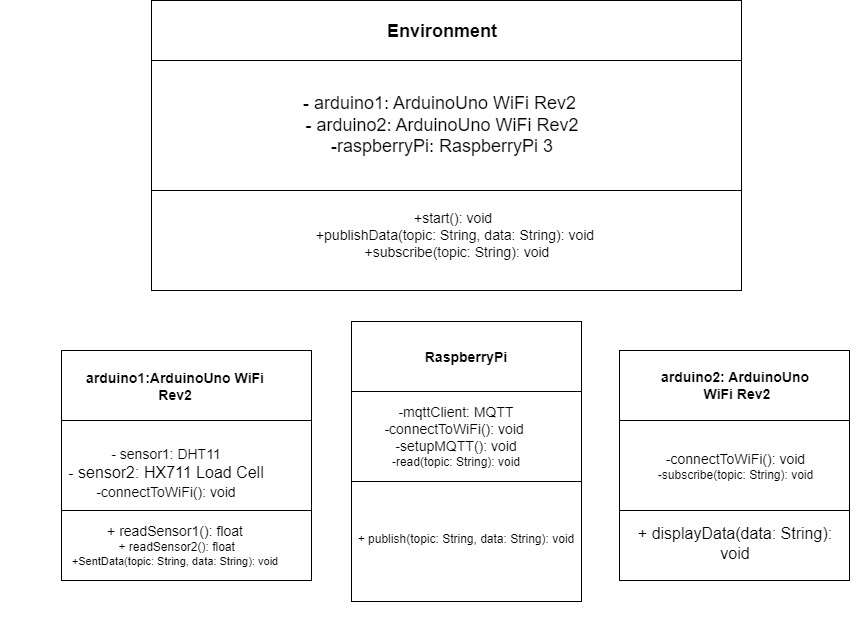 Environment
- arduino1: ArduinoUno WiFi Rev2
- arduino2: ArduinoUno WiFi Rev2
-raspberryPi: RaspberryPi 3
+start(): void
+publishData(topic: String, data: String): void
+subscribe(topic: String): void
arduino1:ArduinoUno WiFi
Rev2
- sensor1: DHT11
- sensor2: HX711 Load Cell
-connectToWiFi(): void
+ readSensor1(): float
+ readSensor2(): float
+SentData(topic: String, data: String): void
RaspberryPi
-mqttClient: MQTT
-connectToWiFi(): void
-setupMQTT(): void
-read(topic: String): void
+ publish(topic: String, data: String): void
arduino2: ArduinoUno
WiFi Rev2
-connectToWiFi(): void
-subscribe(topic: String): void
+ displayData(data: String):
void